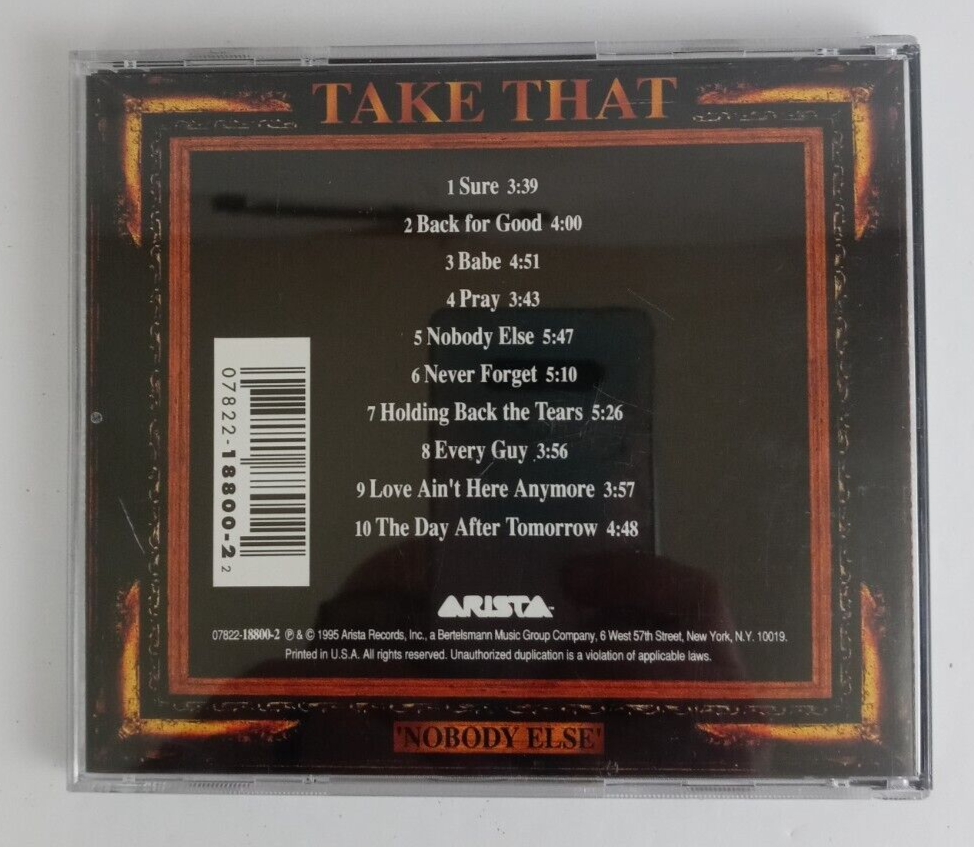 TAKE THAT
1 Sure 3:39
2 Back for Good 4:00
3 Babe 4:51
4 Pray 3:43
5 Nobody Else 5:47
6 Never Forget 5:10
7 Holding Back the Tears 5:26
8 Every Guy 3:56
9 Love Ain't Here Anymore 3:57
10 The Day After Tomorrow 4:48
07822-18800-2 2
ARISTA™
07822-18800-2 ℗ & © 1995 Arista Records, Inc., a Bertelsmann Music Group Company, 6 West 57th Street, New York, N.Y. 10019.
Printed in U.S.A. All rights reserved. Unauthorized duplication is a violation of applicable laws.
'NOBODY ELSE'